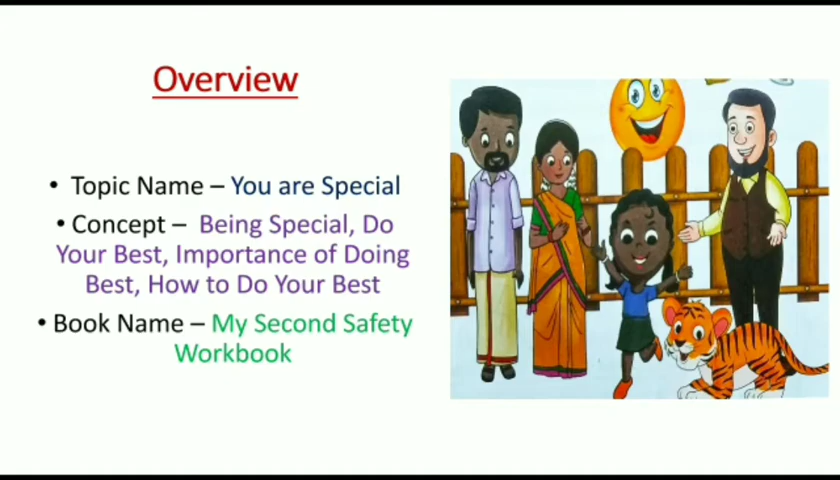 Overview
• Topic Name – You are Special
• Concept – Being Special, Do
Your Best, Importance of Doing
Best, How to Do Your Best
• Book Name – My Second Safety
Workbook